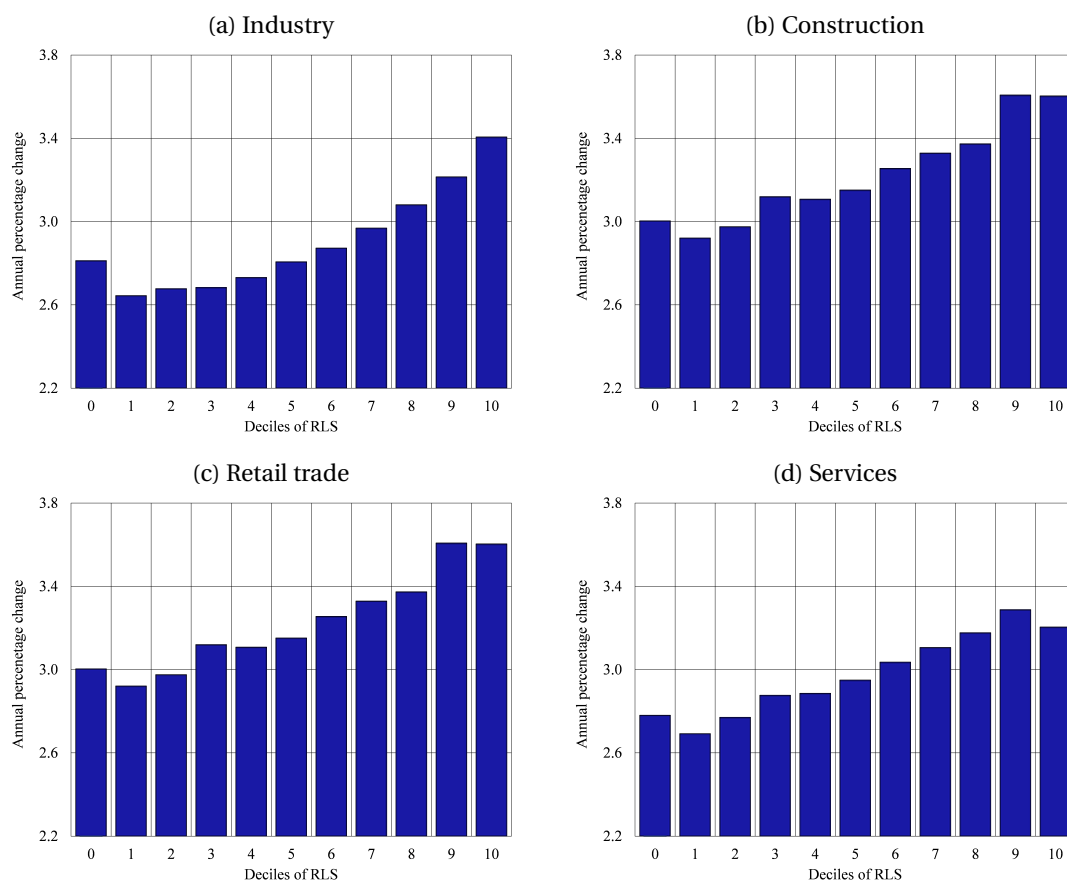 (a) Industry
3.8
3.4
3.0
2.6
2.2
Annual percenetage change
0 1 2 3 4 5 6 7 8 9 10
Deciles of RLS
(b) Construction
3.8
3.4
3.0
2.6
2.2
Annual percenetage change
0 1 2 3 4 5 6 7 8 9 10
Deciles of RLS
(c) Retail trade
3.8
3.4
3.0
2.6
2.2
Annual percenetage change
0 1 2 3 4 5 6 7 8 9 10
Deciles of RLS
(d) Services
3.8
3.4
3.0
2.6
2.2
Annual percenetage change
0 1 2 3 4 5 6 7 8 9 10
Deciles of RLS